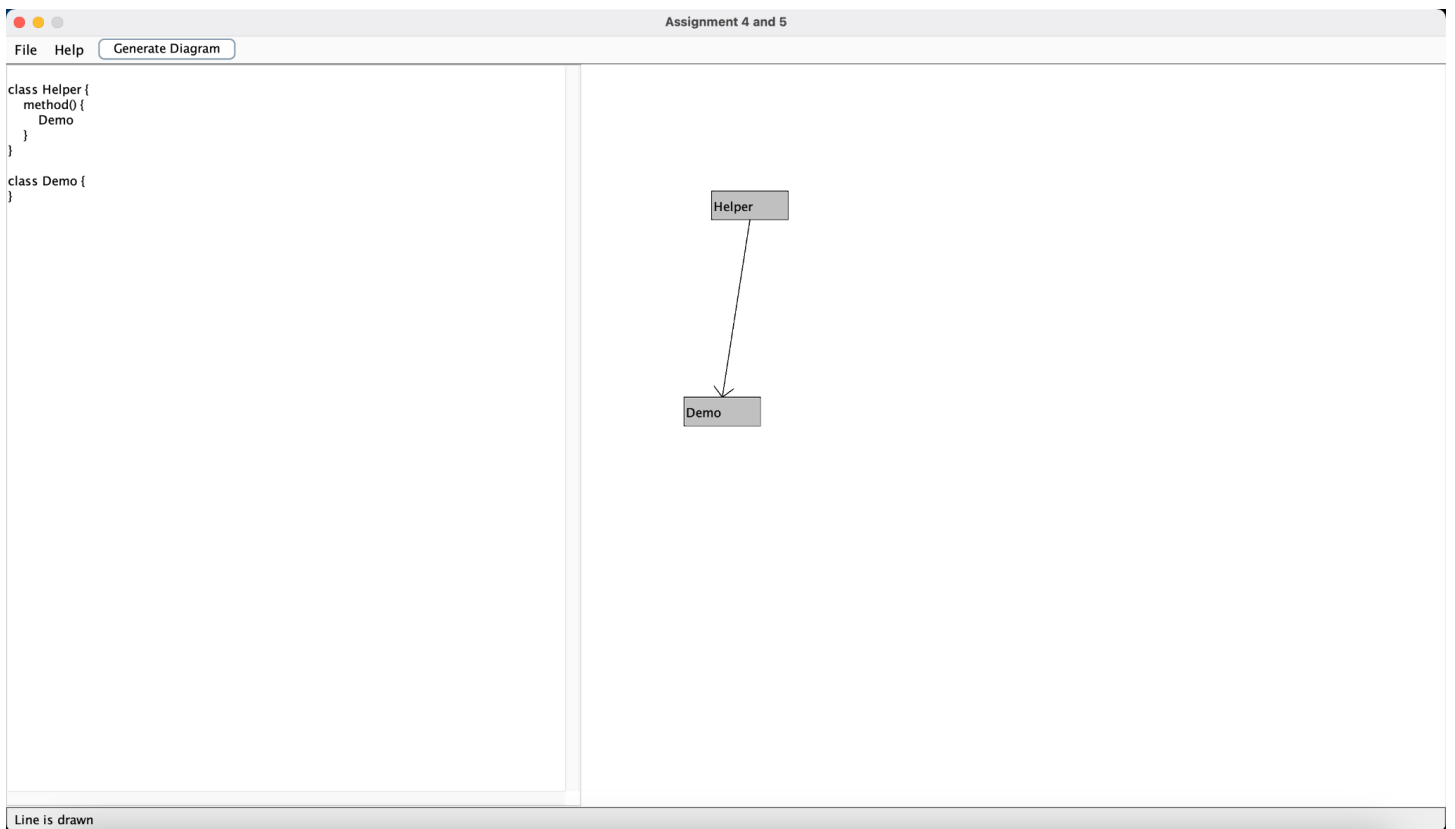 Assignment 4 and 5
File Help Generate Diagram
class Helper {
method() {
Demo
}
}
class Demo {
}
Helper
Demo
Line is drawn